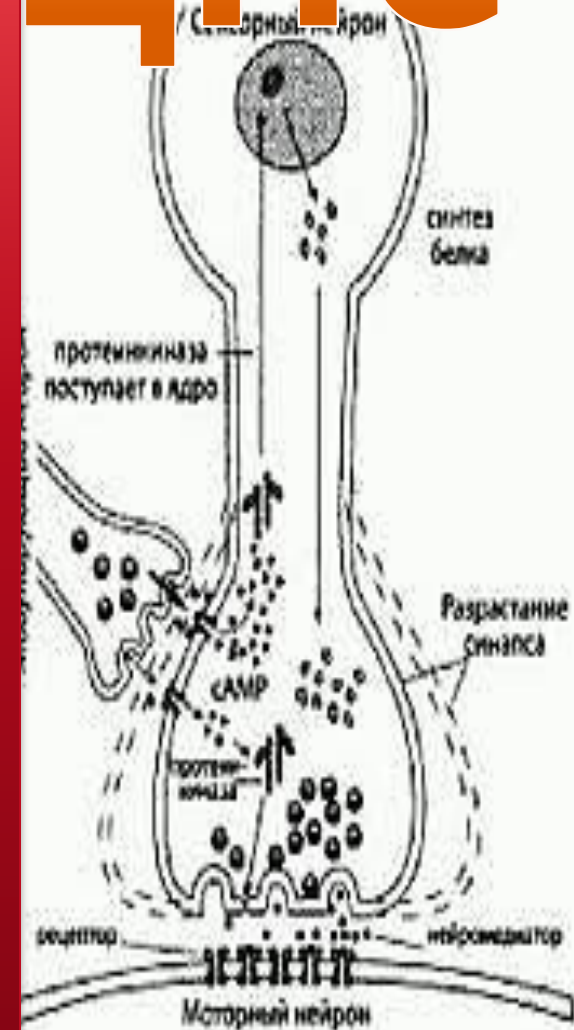 Сенсорный нейрон
синтез
белка
протеинкиназа
поступает в ядро
Разрастание
синапса
cAMP
протеин-
киназа
рецептор
нейромедиатор
Моторный нейрон